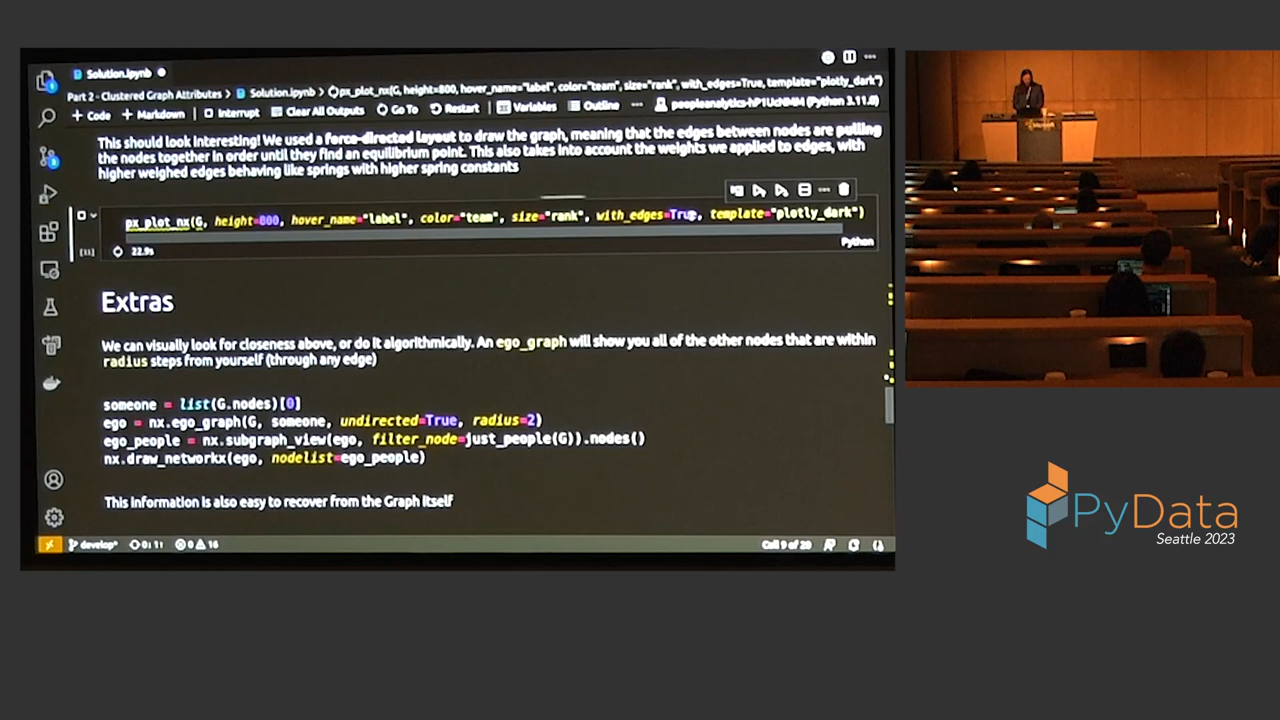 Solution.ipynb
Part 2 - Clustered Graph Attributes > Solution.ipynb > px_plot_nx(G, height=800, hover_name="label", color="team", size="rank", with_edges=True, template="plotly_dark")
+ Code + Markdown Interrupt Clear All Outputs Go To Restart Variables Outline ... (Python 3.11.0)
This should look interesting! We used a force-directed layout to draw the graph, meaning that the edges between nodes are pulling
the nodes together in order until they find an equilibrium point. This also takes into account the weights we applied to edges, with
higher weighed edges behaving like springs with higher spring constants
px_plot_nx(G, height=800, hover_name="label", color="team", size="rank", with_edges=True, template="plotly_dark")
[11] 22.9s Python
Extras
We can visually look for closeness above, or do it algorithmically. An ego_graph will show you all of the other nodes that are within
radius steps from yourself (through any edge)
someone = list(G.nodes)[0]
ego = nx.ego_graph(G, someone, undirected=True, radius=2)
ego_people = nx.subgraph_view(ego, filter_node=just_people(G)).nodes()
nx.draw_networkx(ego, nodelist=ego_people)
This information is also easy to recover from the Graph itself
develop* 0↓ 1↑ 0 16 Cell 9 of 20
PyData
Seattle 2023